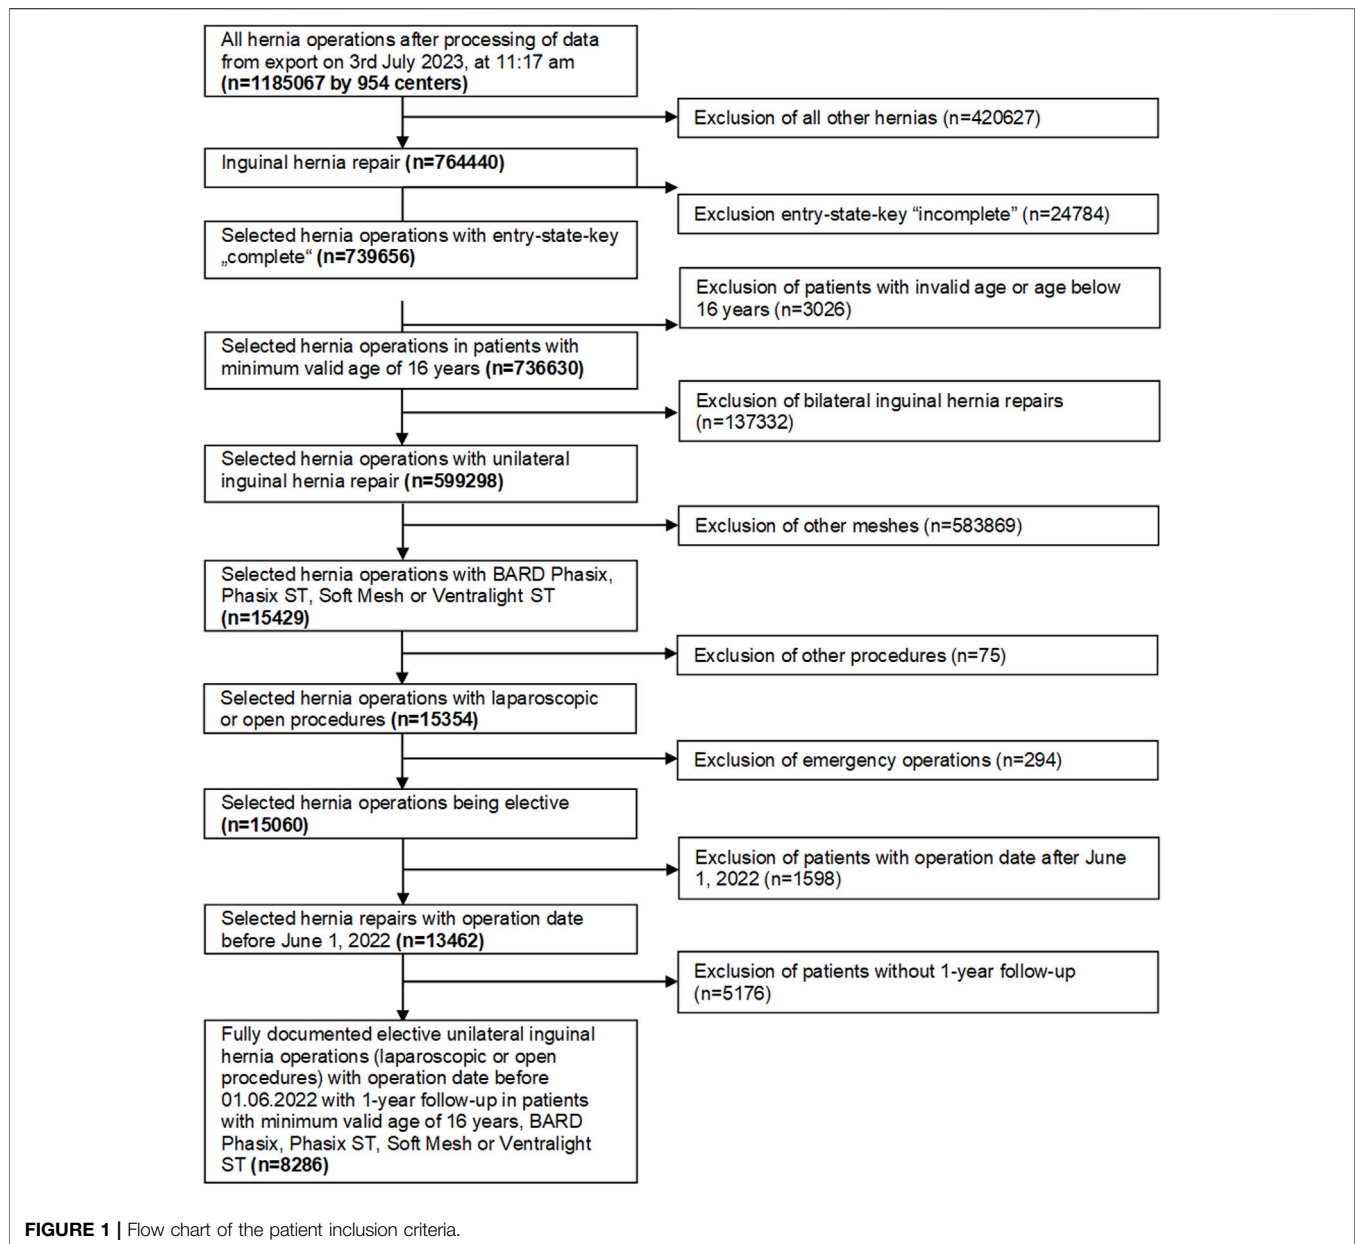 All hernia operations after processing of data
from export on 3rd July 2023, at 11:17 am
(n=1185067 by 954 centers)
Exclusion of all other hernias (n=420627)
Inguinal hernia repair (n=764440)
Exclusion entry-state-key “incomplete” (n=24784)
Selected hernia operations with entry-state-key
„complete“ (n=739656)
Exclusion of patients with invalid age or age below
16 years (n=3026)
Selected hernia operations in patients with
minimum valid age of 16 years (n=736630)
Exclusion of bilateral inguinal hernia repairs
(n=137332)
Selected hernia operations with unilateral
inguinal hernia repair (n=599298)
Exclusion of other meshes (n=583869)
Selected hernia operations with BARD Phasix,
Phasix ST, Soft Mesh or Ventralight ST
(n=15429)
Exclusion of other procedures (n=75)
Selected hernia operations with laparoscopic
or open procedures (n=15354)
Exclusion of emergency operations (n=294)
Selected hernia operations being elective
(n=15060)
Exclusion of patients with operation date after June
1, 2022 (n=1598)
Selected hernia repairs with operation date
before June 1, 2022 (n=13462)
Exclusion of patients without 1-year follow-up
(n=5176)
Fully documented elective unilateral inguinal
hernia operations (laparoscopic or open
procedures) with operation date before
01.06.2022 with 1-year follow-up in patients
with minimum valid age of 16 years, BARD
Phasix, Phasix ST, Soft Mesh or Ventralight
ST (n=8286)
FIGURE 1 | Flow chart of the patient inclusion criteria.